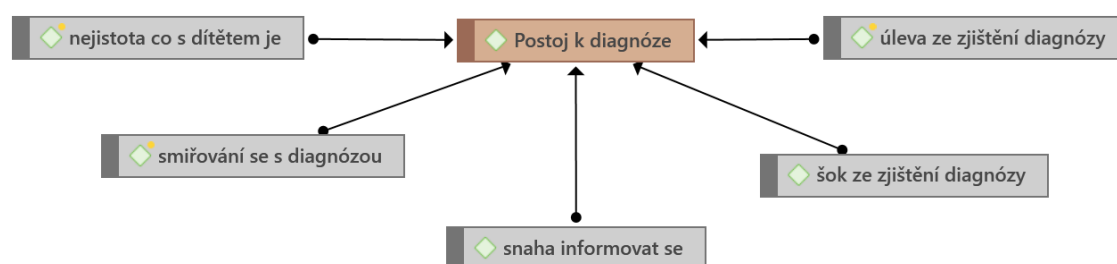 nejistota co s dítětem je
Postoj k diagnóze
úleva ze zjištění diagnózy
smiřování se s diagnózou
šok ze zjištění diagnózy
snaha informovat se